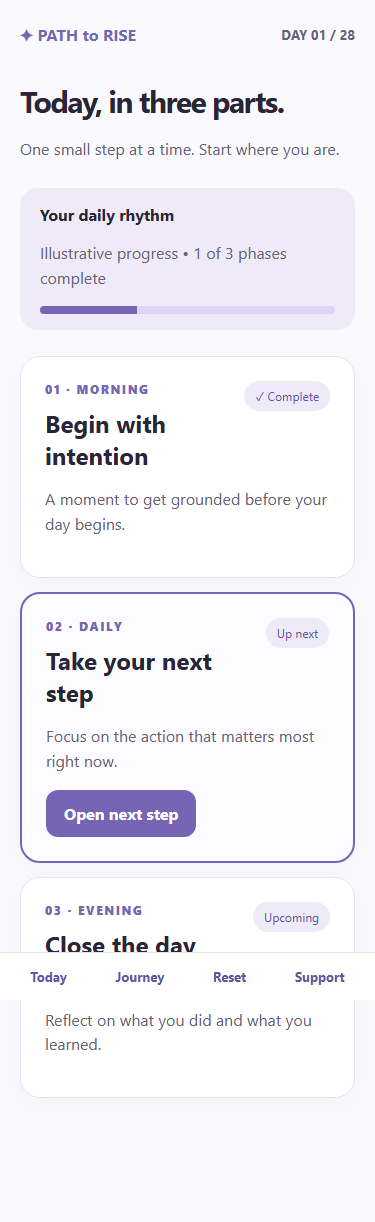 ✦ PATH to RISE
DAY 01 / 28
Today, in three parts.
One small step at a time. Start where you are.
Your daily rhythm
Illustrative progress • 1 of 3 phases
complete
01 · MORNING
✓ Complete
Begin with
intention
A moment to get grounded before your
day begins.
02 · DAILY
Up next
Take your next
step
Focus on the action that matters most
right now.
Open next step
03 · EVENING
Upcoming
Close the day
Today
Journey
Reset
Support
Reflect on what you did and what you
learned.